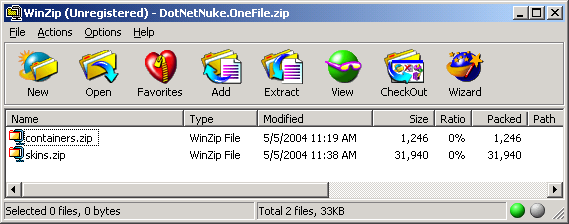 WinZip (Unregistered) - DotNetNuke.OneFile.zip
File Actions Options Help
New Open Favorites Add Extract View CheckOut Wizard
Name Type Modified Size Ratio Packed Path
containers.zip WinZip File 5/5/2004 11:19 AM 1,246 0% 1,246
skins.zip WinZip File 5/5/2004 11:38 AM 31,940 0% 31,940
Selected 0 files, 0 bytes Total 2 files, 33KB